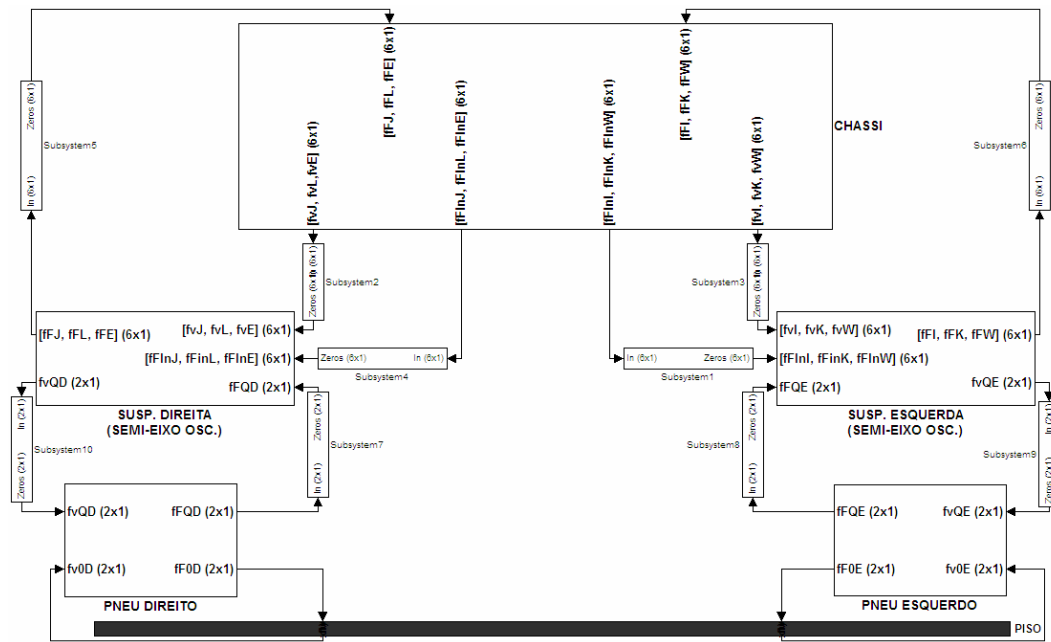 [fFJ, fFL, fFE] (6x1)
[fFI, fFK, fFW] (6x1)
[fvJ, fvL,fvE] (6x1)
[fFInJ, fFInL, fFInE] (6x1)
[fFInI, fFInK, fFInW] (6x1)
[fvI, fvK, fvW] (6x1)
CHASSI
Zeros (6x1)
In (6x1)
Subsystem5
Zeros (6x1)
In (6x1)
Subsystem6
Zeros (6x1)
Subsystem2
Zeros (6x1)
Subsystem3
[fFJ, fFL, fFE] (6x1)
[fvJ, fvL, fvE] (6x1)
[fFInJ, fFinL, fFInE] (6x1)
fvQD (2x1)
fFQD (2x1)
SUSP. DIREITA
(SEMI-EIXO OSC.)
Zeros (6x1)
In (6x1)
Subsystem4
In (6x1)
Zeros (6x1)
Subsystem1
[fvI, fvK, fvW] (6x1)
[fFI, fFK, fFW] (6x1)
[fFInI, fFinK, fFInW] (6x1)
fFQE (2x1)
fvQE (2x1)
SUSP. ESQUERDA
(SEMI-EIXO OSC.)
In (2x1)
Zeros (2x1)
Subsystem10
Zeros (2x1)
In (2x1)
Subsystem7
Zeros (2x1)
In (2x1)
Subsystem8
In (2x1)
Zeros (2x1)
Subsystem9
fvQD (2x1)
fFQD (2x1)
fv0D (2x1)
fF0D (2x1)
PNEU DIREITO
fFQE (2x1)
fvQE (2x1)
fF0E (2x1)
fv0E (2x1)
PNEU ESQUERDO
PISO